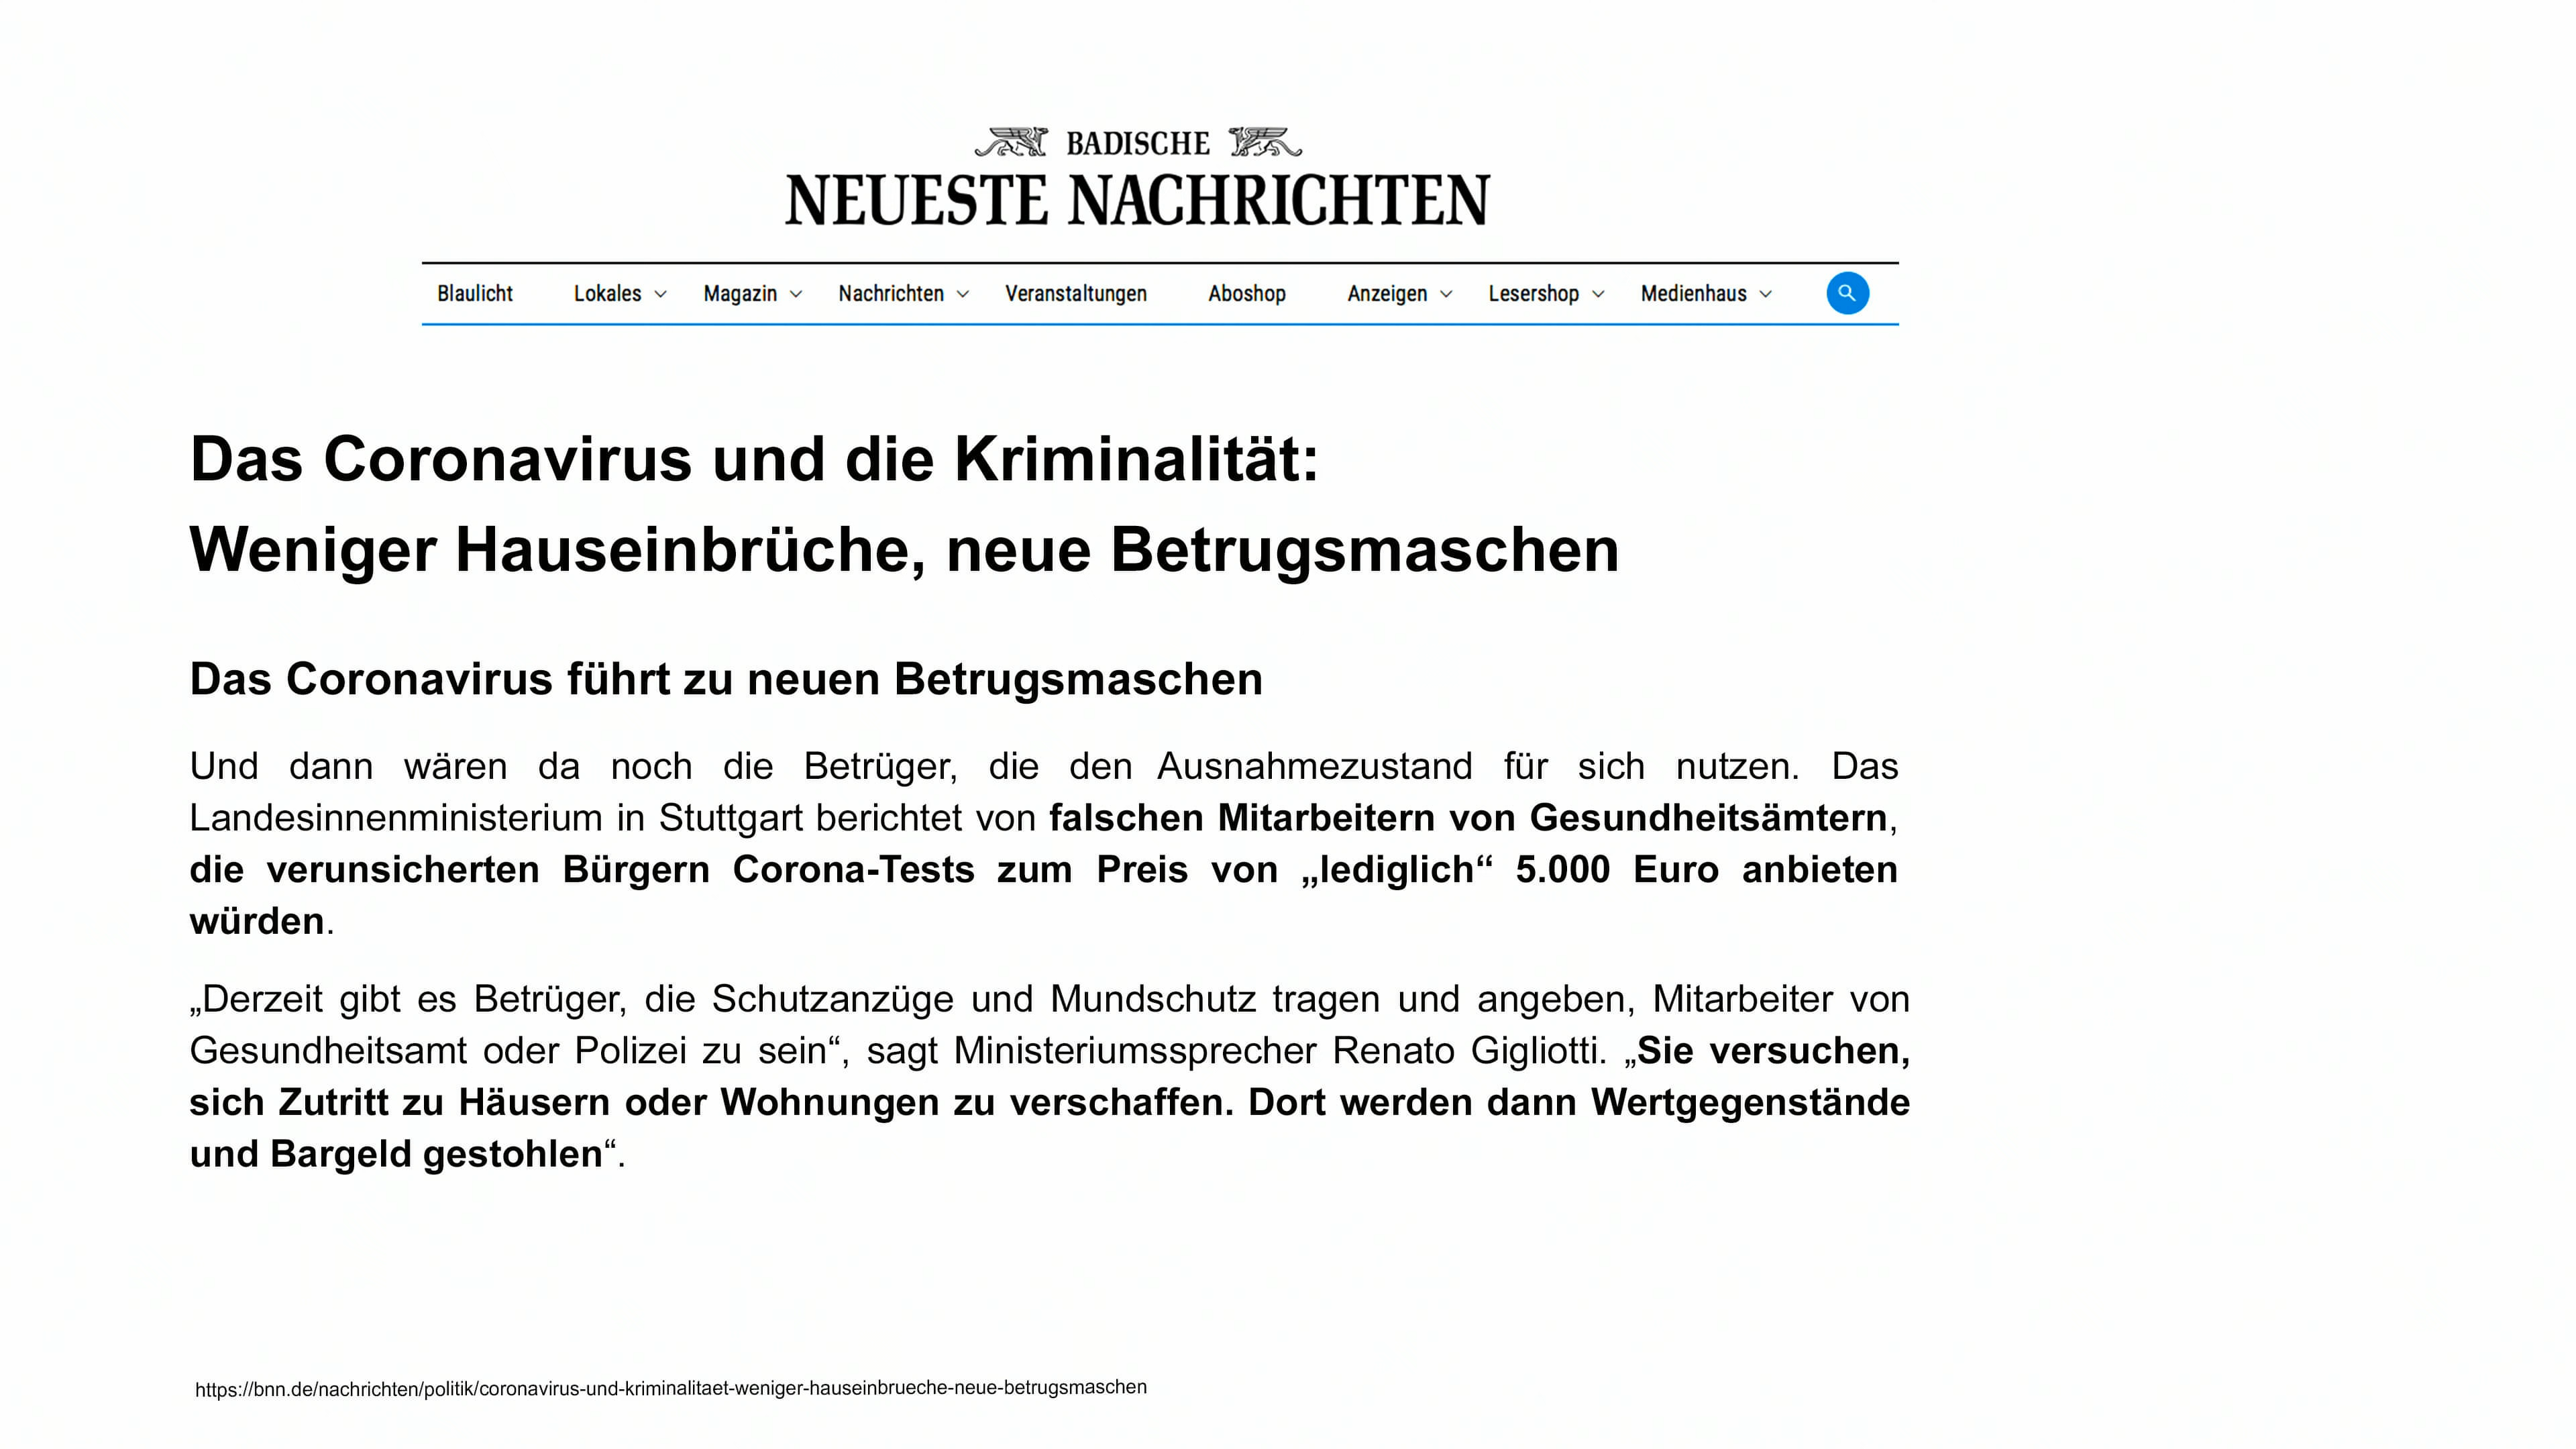 BADISCHE
NEUESTE NACHRICHTEN
Blaulicht Lokales Magazin Nachrichten Veranstaltungen Aboshop Anzeigen Lesershop Medienhaus
Das Coronavirus und die Kriminalität:
Weniger Hauseinbrüche, neue Betrugsmaschen
Das Coronavirus führt zu neuen Betrugsmaschen
Und dann wären da noch die Betrüger, die den Ausnahmezustand für sich nutzen. Das
Landesinnenministerium in Stuttgart berichtet von falschen Mitarbeitern von Gesundheitsämtern,
die verunsicherten Bürgern Corona-Tests zum Preis von „lediglich“ 5.000 Euro anbieten
würden.
„Derzeit gibt es Betrüger, die Schutzanzüge und Mundschutz tragen und angeben, Mitarbeiter von
Gesundheitsamt oder Polizei zu sein“, sagt Ministeriumssprecher Renato Gigliotti. „Sie versuchen,
sich Zutritt zu Häusern oder Wohnungen zu verschaffen. Dort werden dann Wertgegenstände
und Bargeld gestohlen“.
https://bnn.de/nachrichten/politik/coronavirus-und-kriminalitaet-weniger-hauseinbrueche-neue-betrugsmaschen